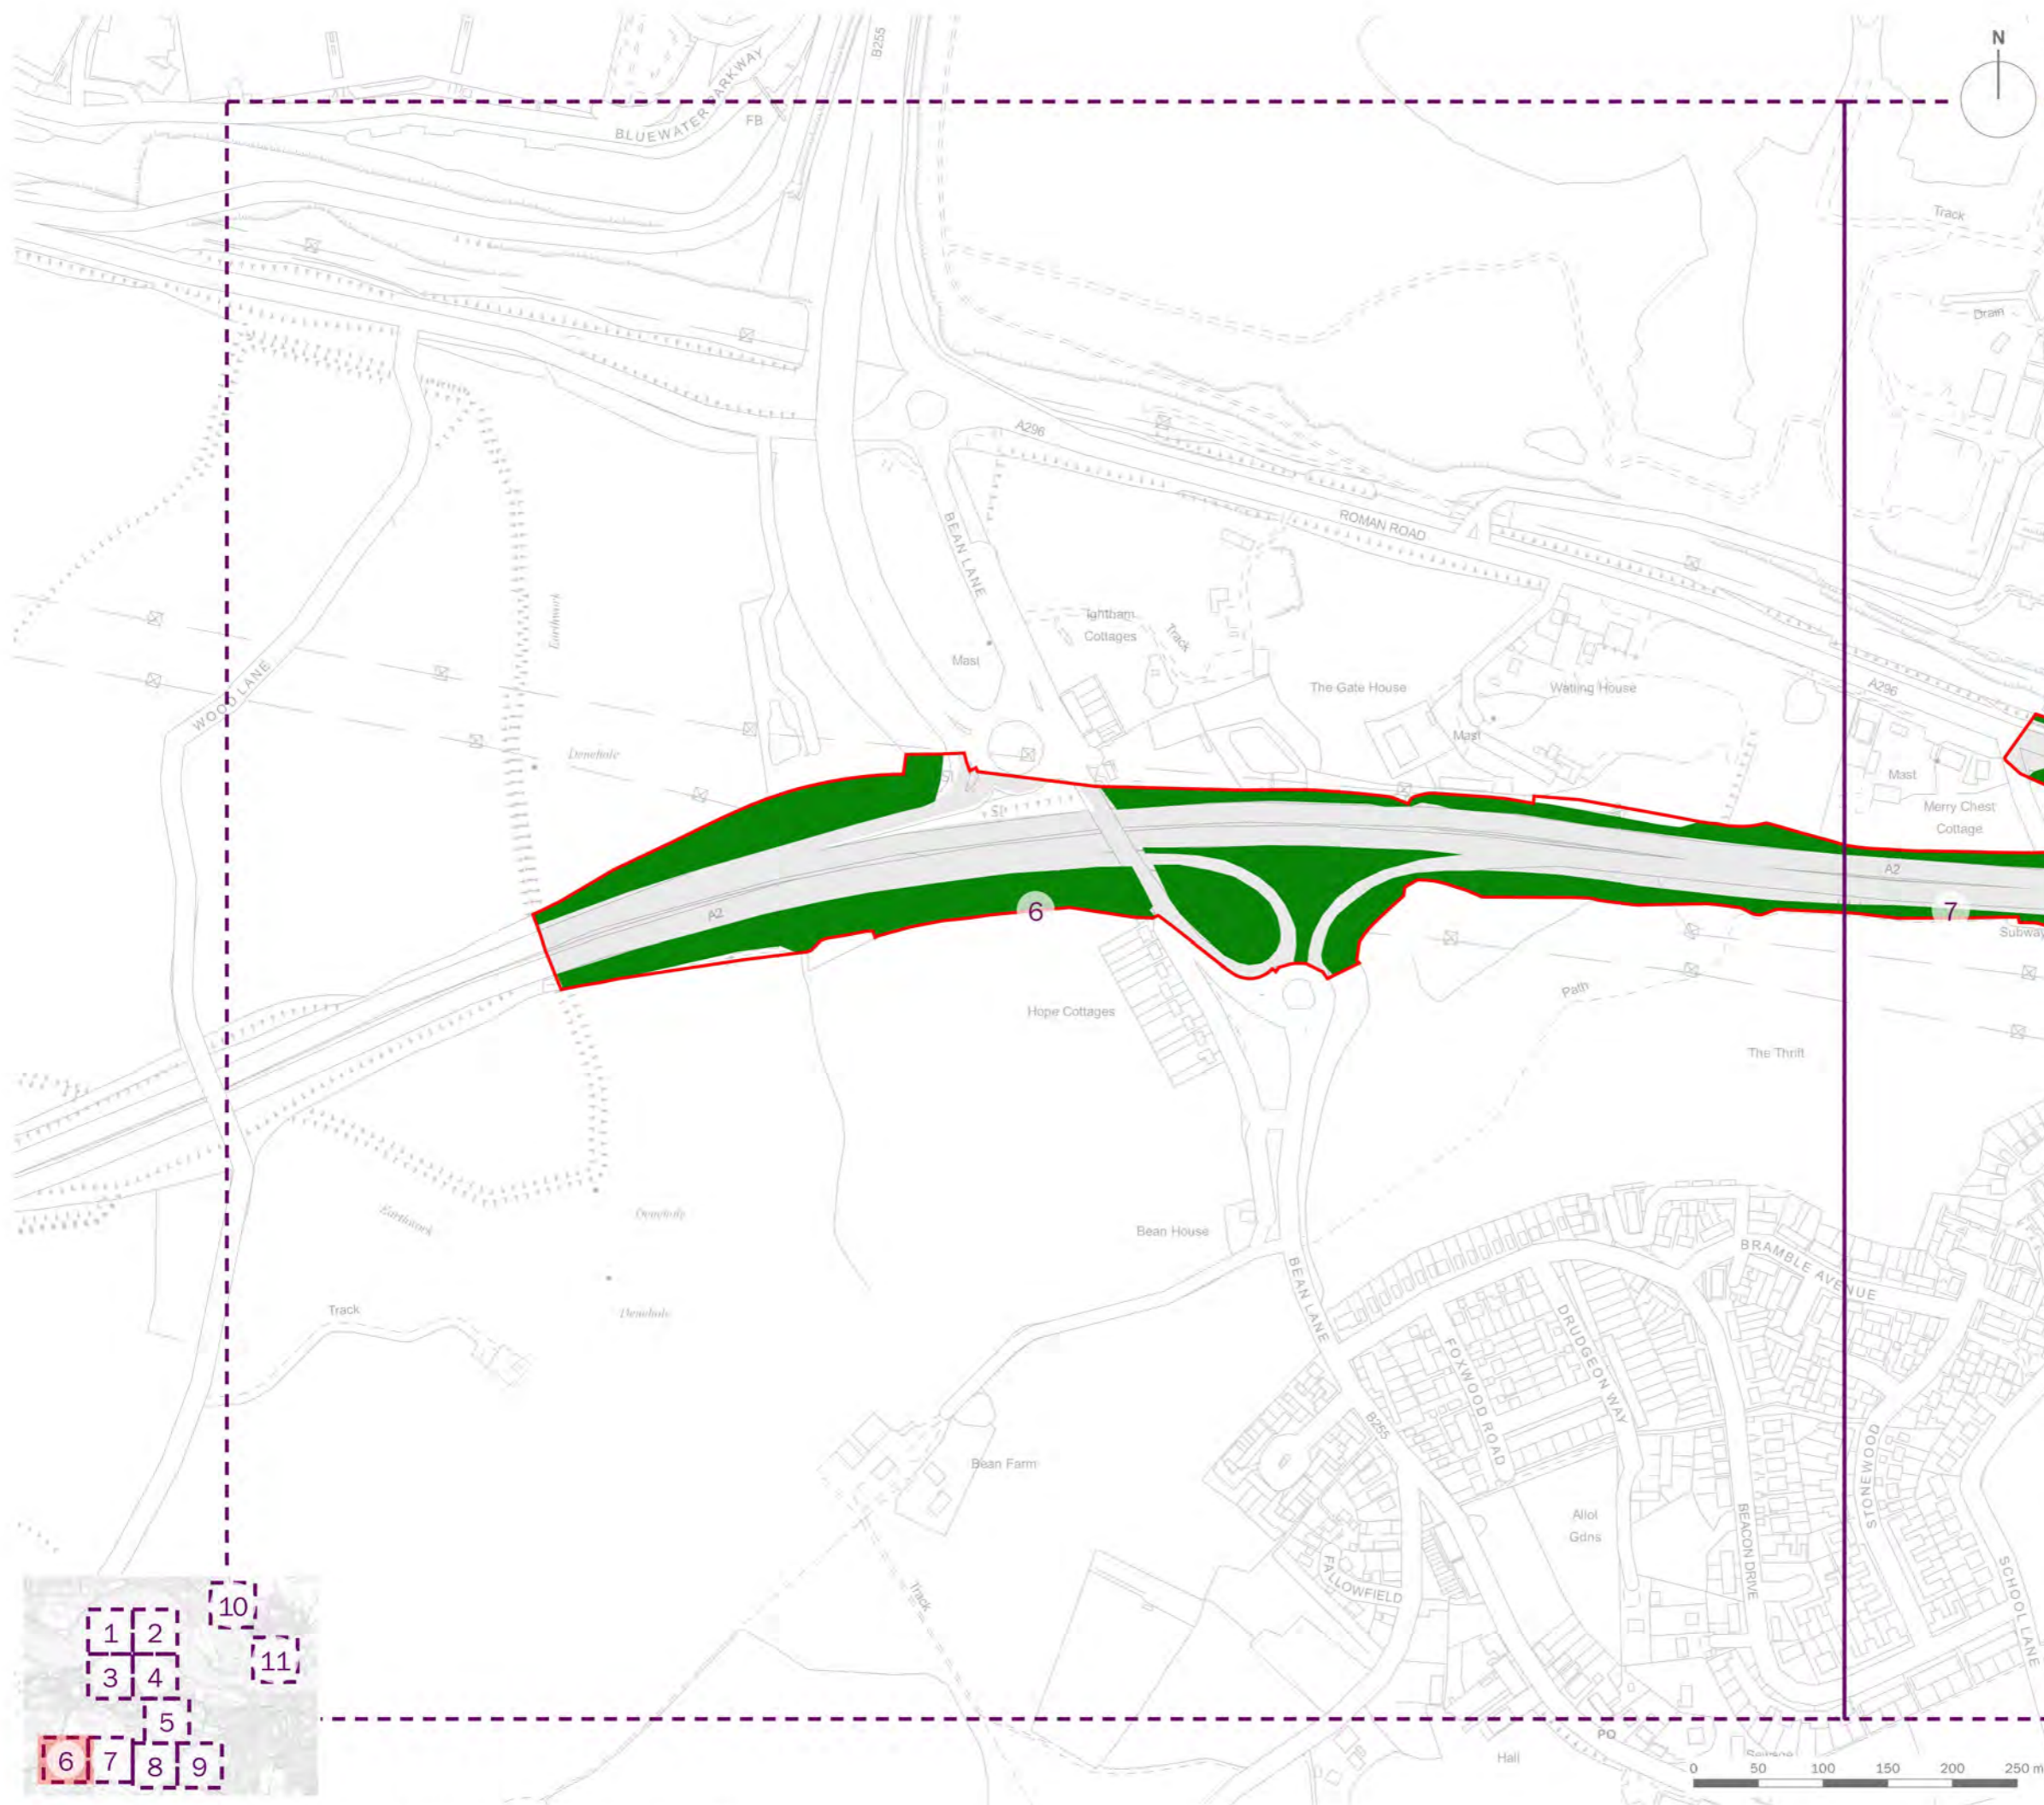 B255
N
BLUEWATER PARKWAY
FB
Track
Drain
A296
ROMAN ROAD
BEAN LANE
Earthwork
Ightham
Cottages
Track
Mast
The Gate House
Watling House
A296
WOOD LANE
Mast
Denehole
Mast
Merry Chest
Cottage
Sl
Sl
A2
A2
6
7
Subway
Path
Hope Cottages
The Thrift
Earthwork
Denehole
Bean House
BRAMBLE AVENUE
BEAN LANE
Track
Denehole
DRUDGEON WAY
FOXWOOD ROAD
B255
Bean Farm
STONEWOOD
Allot
Gdns
BEACON DRIVE
FALLOWFIELD
SCHOOL LANE
Track
10
1 2
11
3 4
5
6 7 8 9
PO
Hall
0 50 100 150 200 250 m